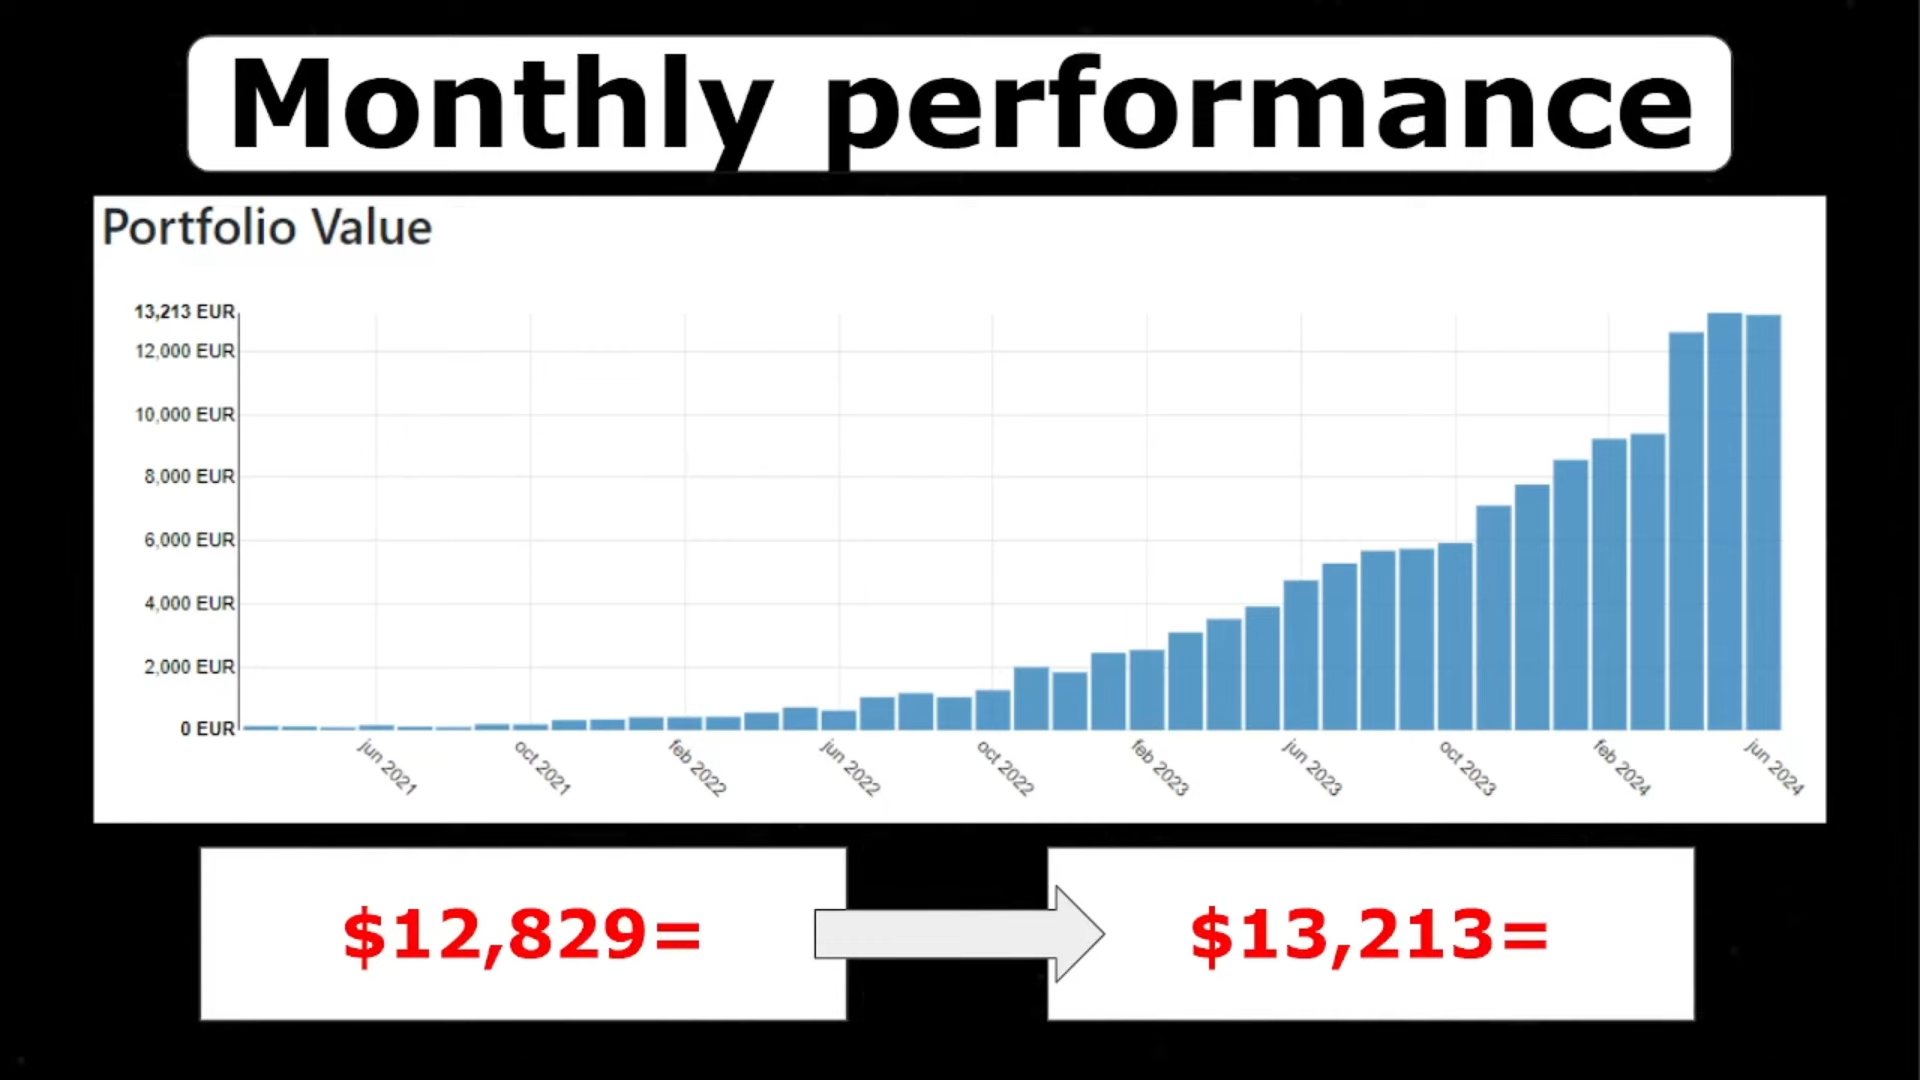 Monthly performance
Portfolio Value
13,213 EUR
12,000 EUR
10,000 EUR
8,000 EUR
6,000 EUR
4,000 EUR
2,000 EUR
0 EUR
jun 2021
oct 2021
feb 2022
jun 2022
oct 2022
feb 2023
jun 2023
oct 2023
feb 2024
jun 2024
$12,829=
$13,213=